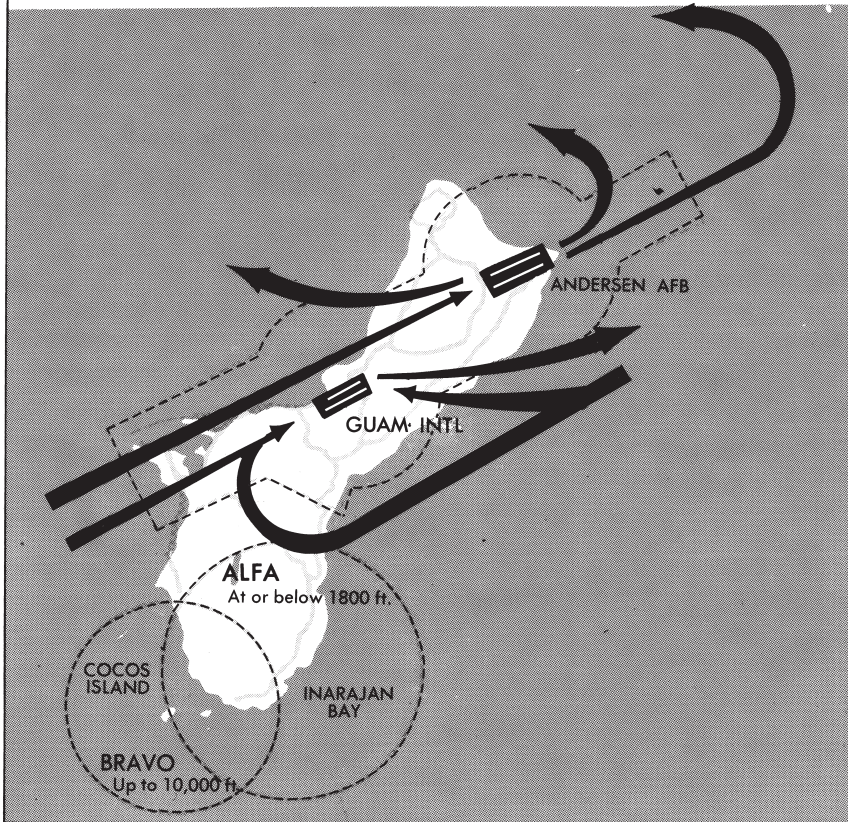 ANDERSEN AFB
GUAM INTL
ALFA
At or below 1800 ft.
COCOS
ISLAND
INARAJAN
BAY
BRAVO
Up to 10,000 ft.